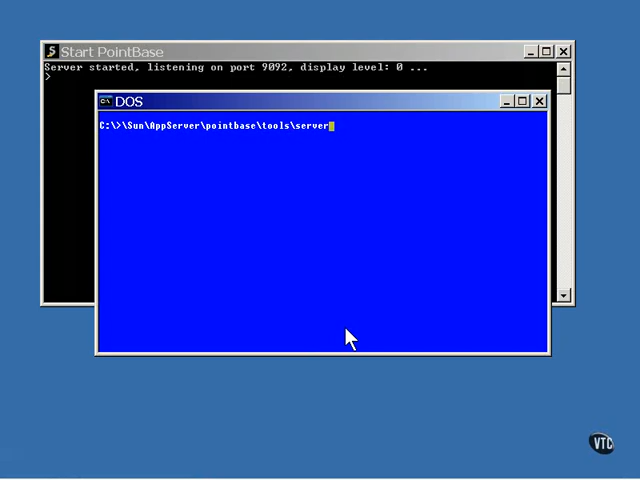 Start PointBase
Server started, listening on port 9092, display level: 0 ...
>
DOS
C:\>\Sun\AppServer\pointbase\tools\server
VTC